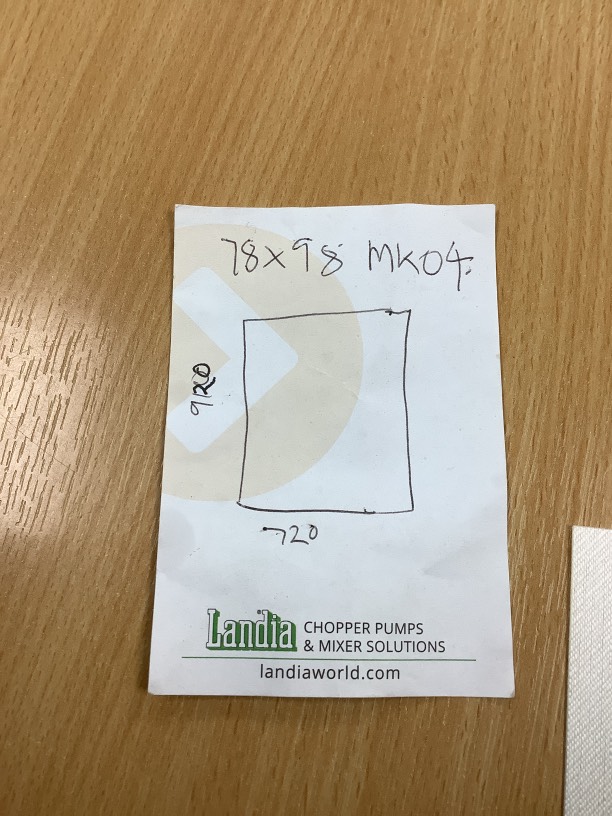 78x98 MK04.
920
720
Landia CHOPPER PUMPS
& MIXER SOLUTIONS
landiaworld.com